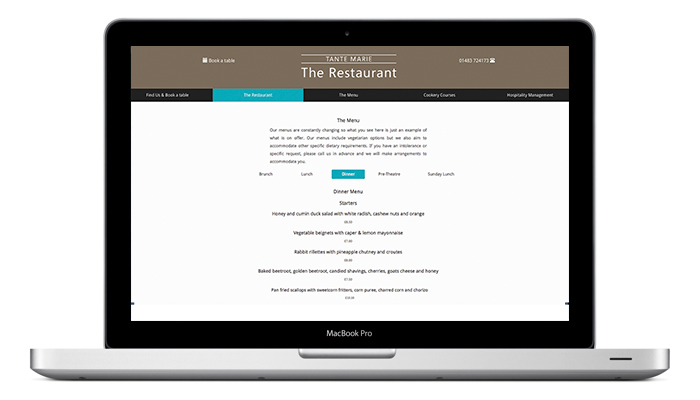 Book a table
TANTE MARIE
The Restaurant
01483 724173
Find Us & Book a table
The Restaurant
The Menu
Cookery Courses
Hospitality Management
The Menu
Our menus are constantly changing so what you see here is just an example of
what is on offer. Our menus include vegetarian options but we also aim to
accommodate other specific dietary requirements. If you have an intolerance or
specific request, please call us in advance and we will make arrangements to
accommodate you.
Brunch
Lunch
Dinner
Pre-Theatre
Sunday Lunch
Dinner Menu
Starters
Honey and cumin duck salad with white radish, cashew nuts and orange
Vegetable beignets with caper & lemon mayonnaise
Rabbit rillettes with pineapple chutney and croutes
Baked beetroot, golden beetroot, candied shavings, cherries, goats cheese and honey
Pan fried scallops with sweetcorn fritters, corn puree, charred corn and chorizo
MacBook Pro